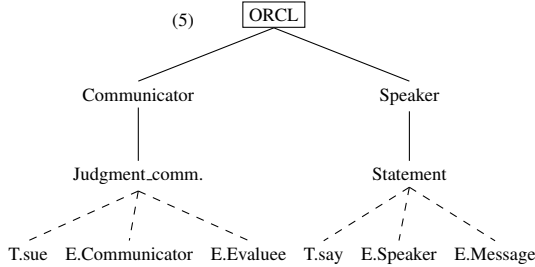 (5) ORCL
Communicator Speaker
Judgment_comm. Statement
T.sue E.Communicator E.Evaluee T.say E.Speaker E.Message